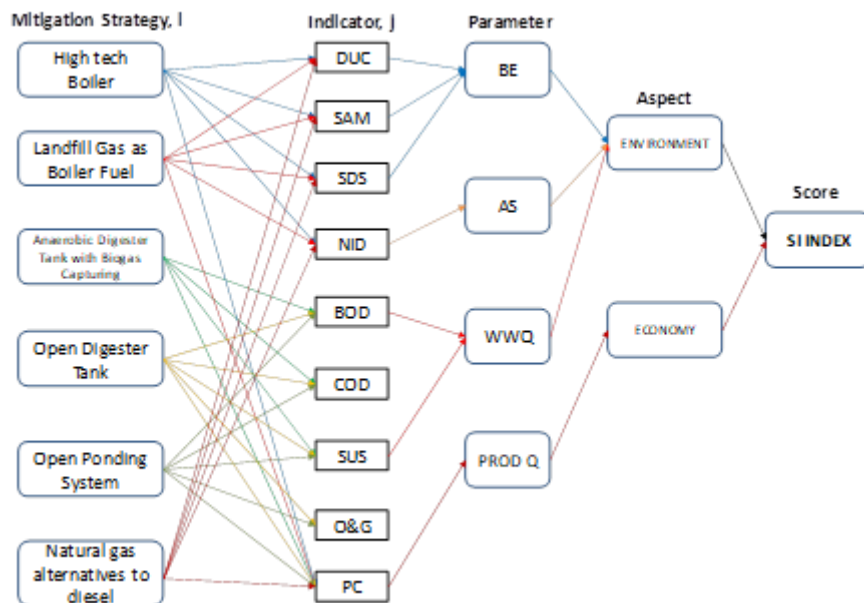 Mitigation Strategy, I
Indicator, j
Parameter
High tech
Boiler
Landfill Gas as
Boiler Fuel
Anaerobic Digester
Tank with Biogas
Capturing
Open Digester
Tank
Open Ponding
System
Natural gas
alternatives to
diesel
DUC
SAM
SDS
NID
BOD
COD
SUS
O&G
PC
BE
AS
WWQ
PROD Q
Aspect
ENVIRONMENT
ECONOMY
Score
SI INDEX